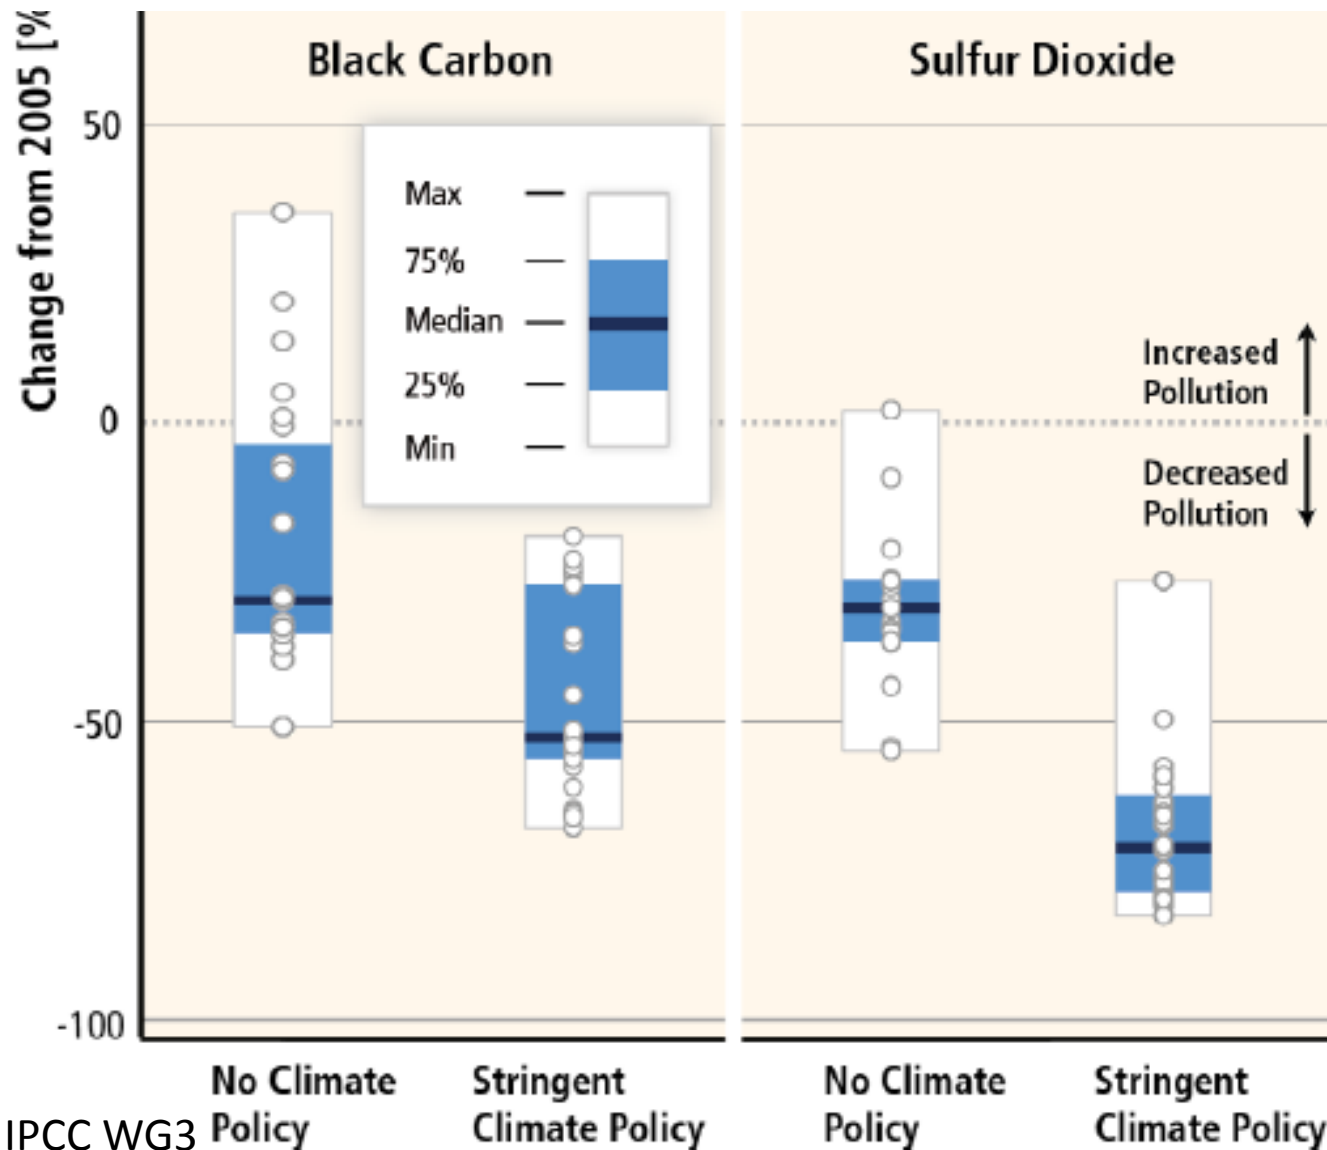 Change from 2005 [%
Black Carbon
Sulfur Dioxide
50
0
-50
-100
Max
75%
Median
25%
Min
Increased
Pollution
Decreased
Pollution
No Climate
Policy
Stringent
Climate Policy
No Climate
Policy
Stringent
Climate Policy
IPCC WG3